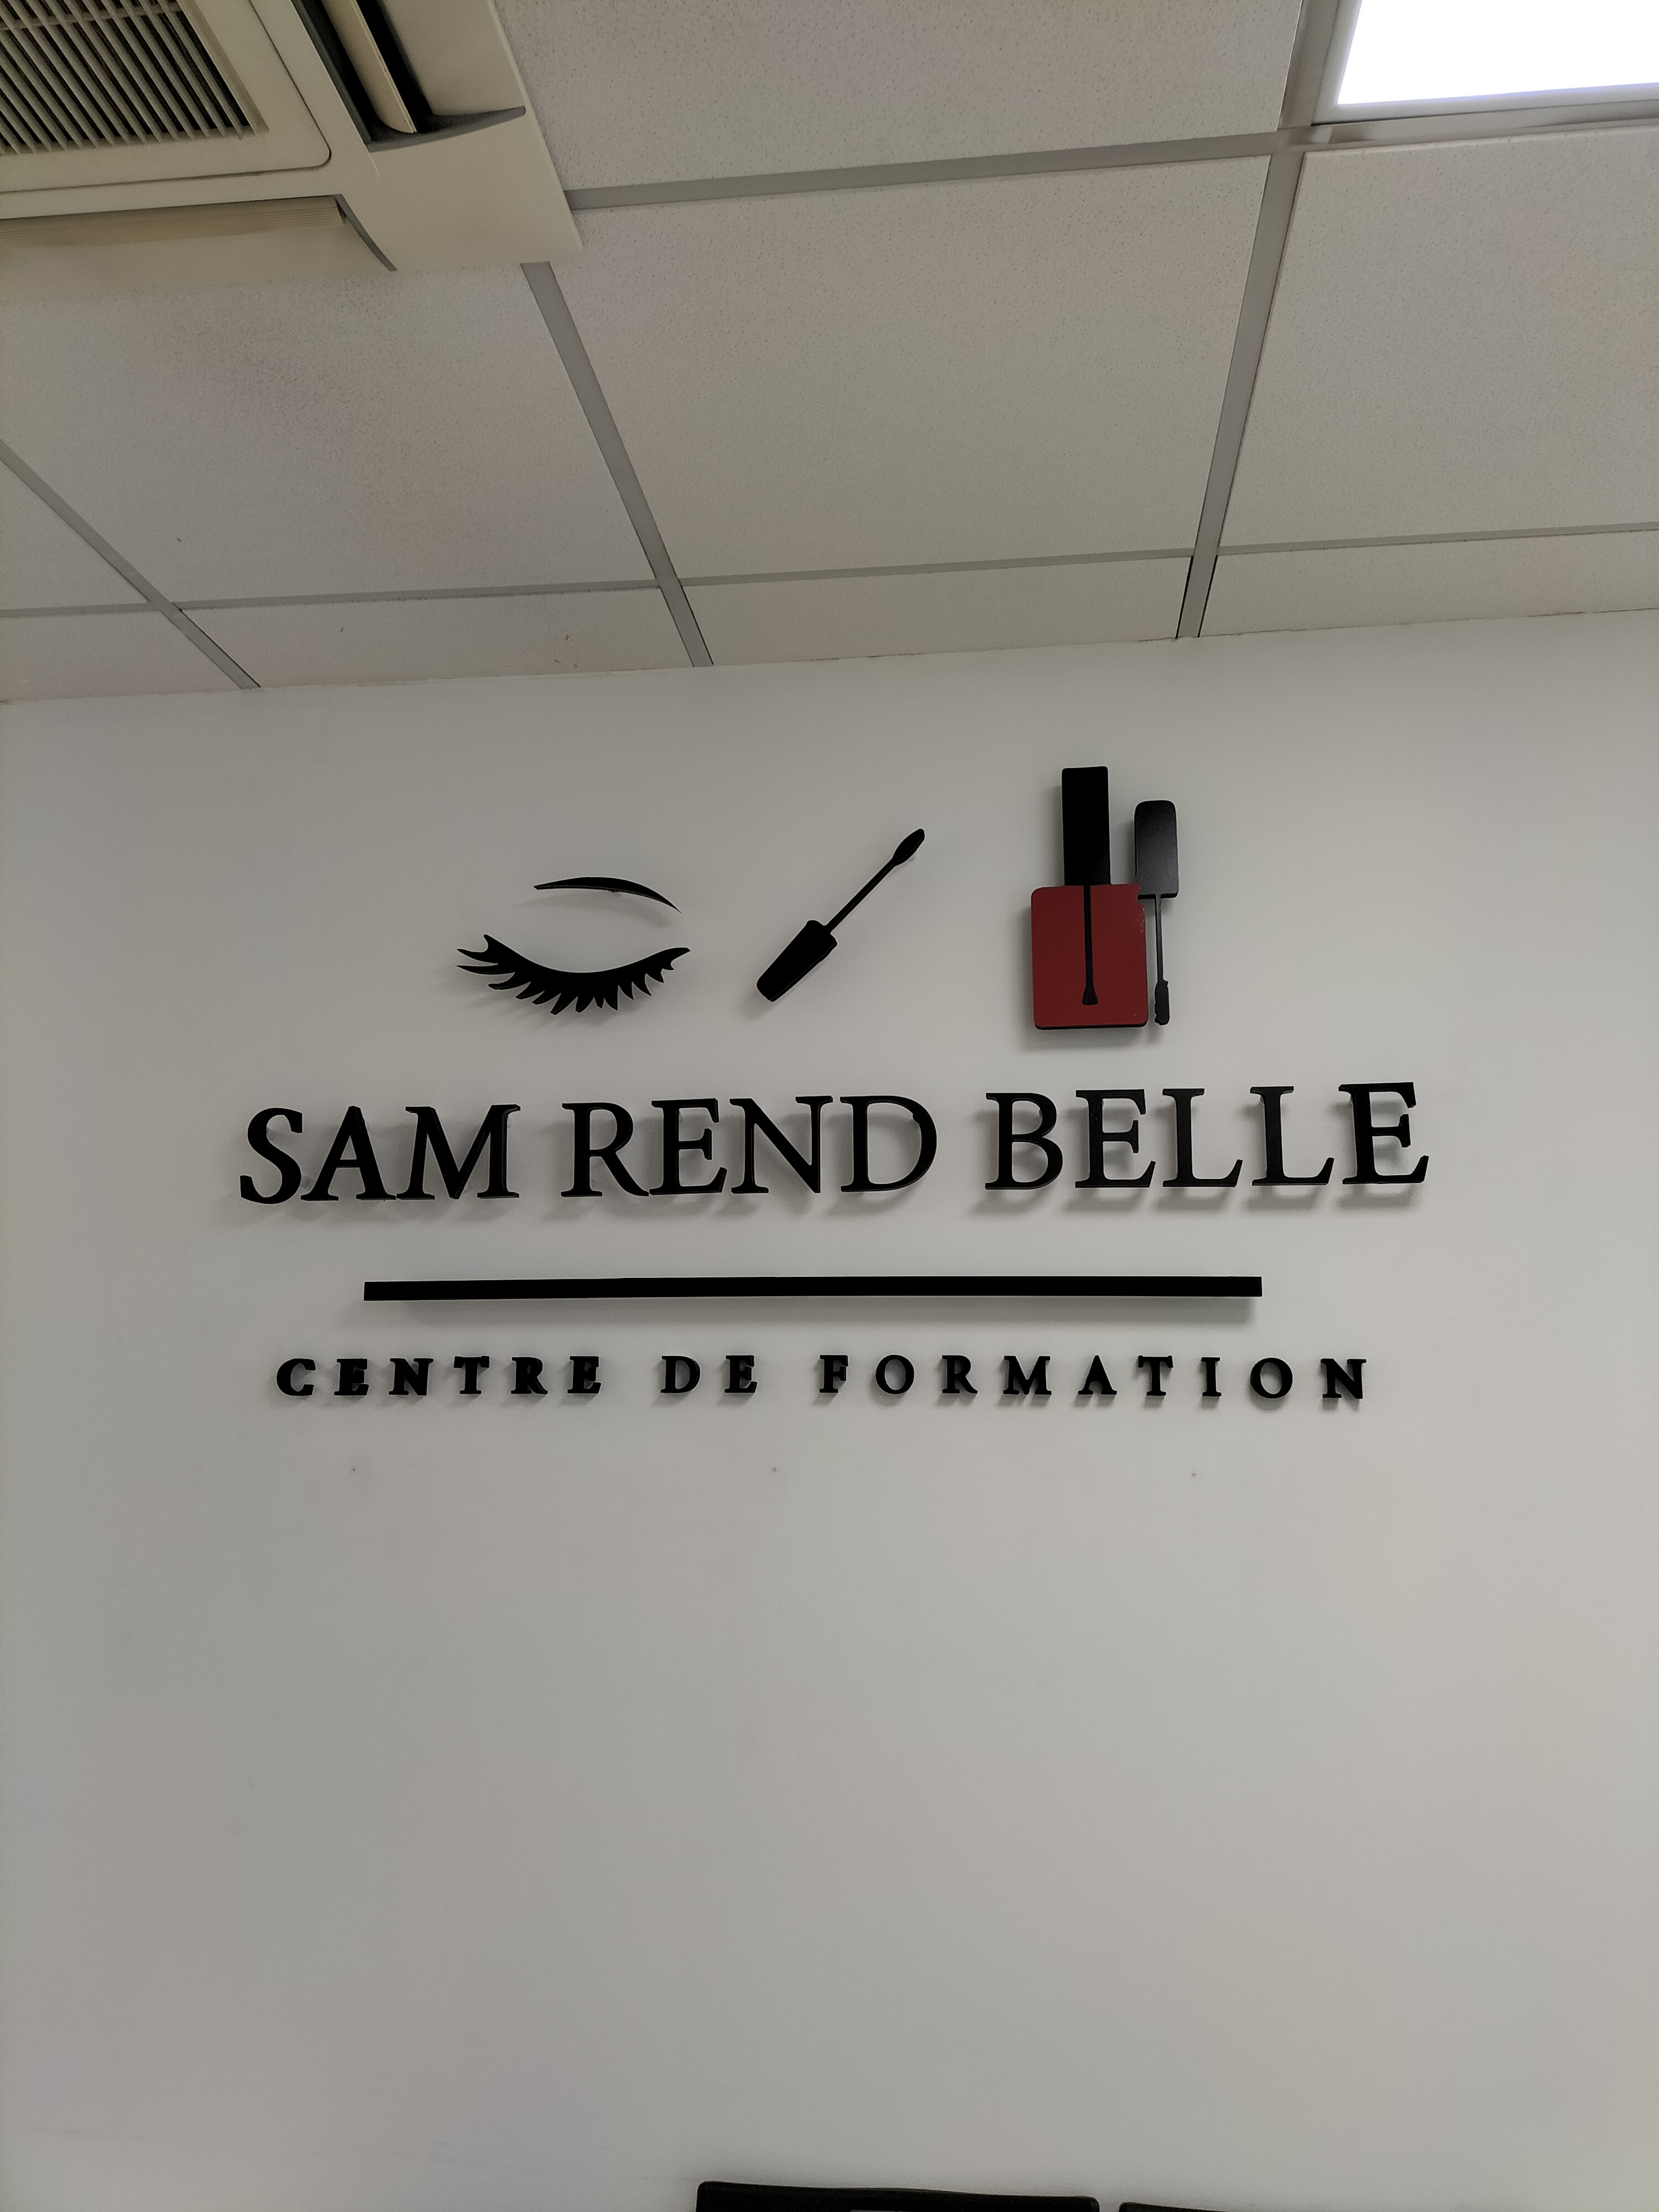 SAM REND BELLE
CENTRE DE FORMATION